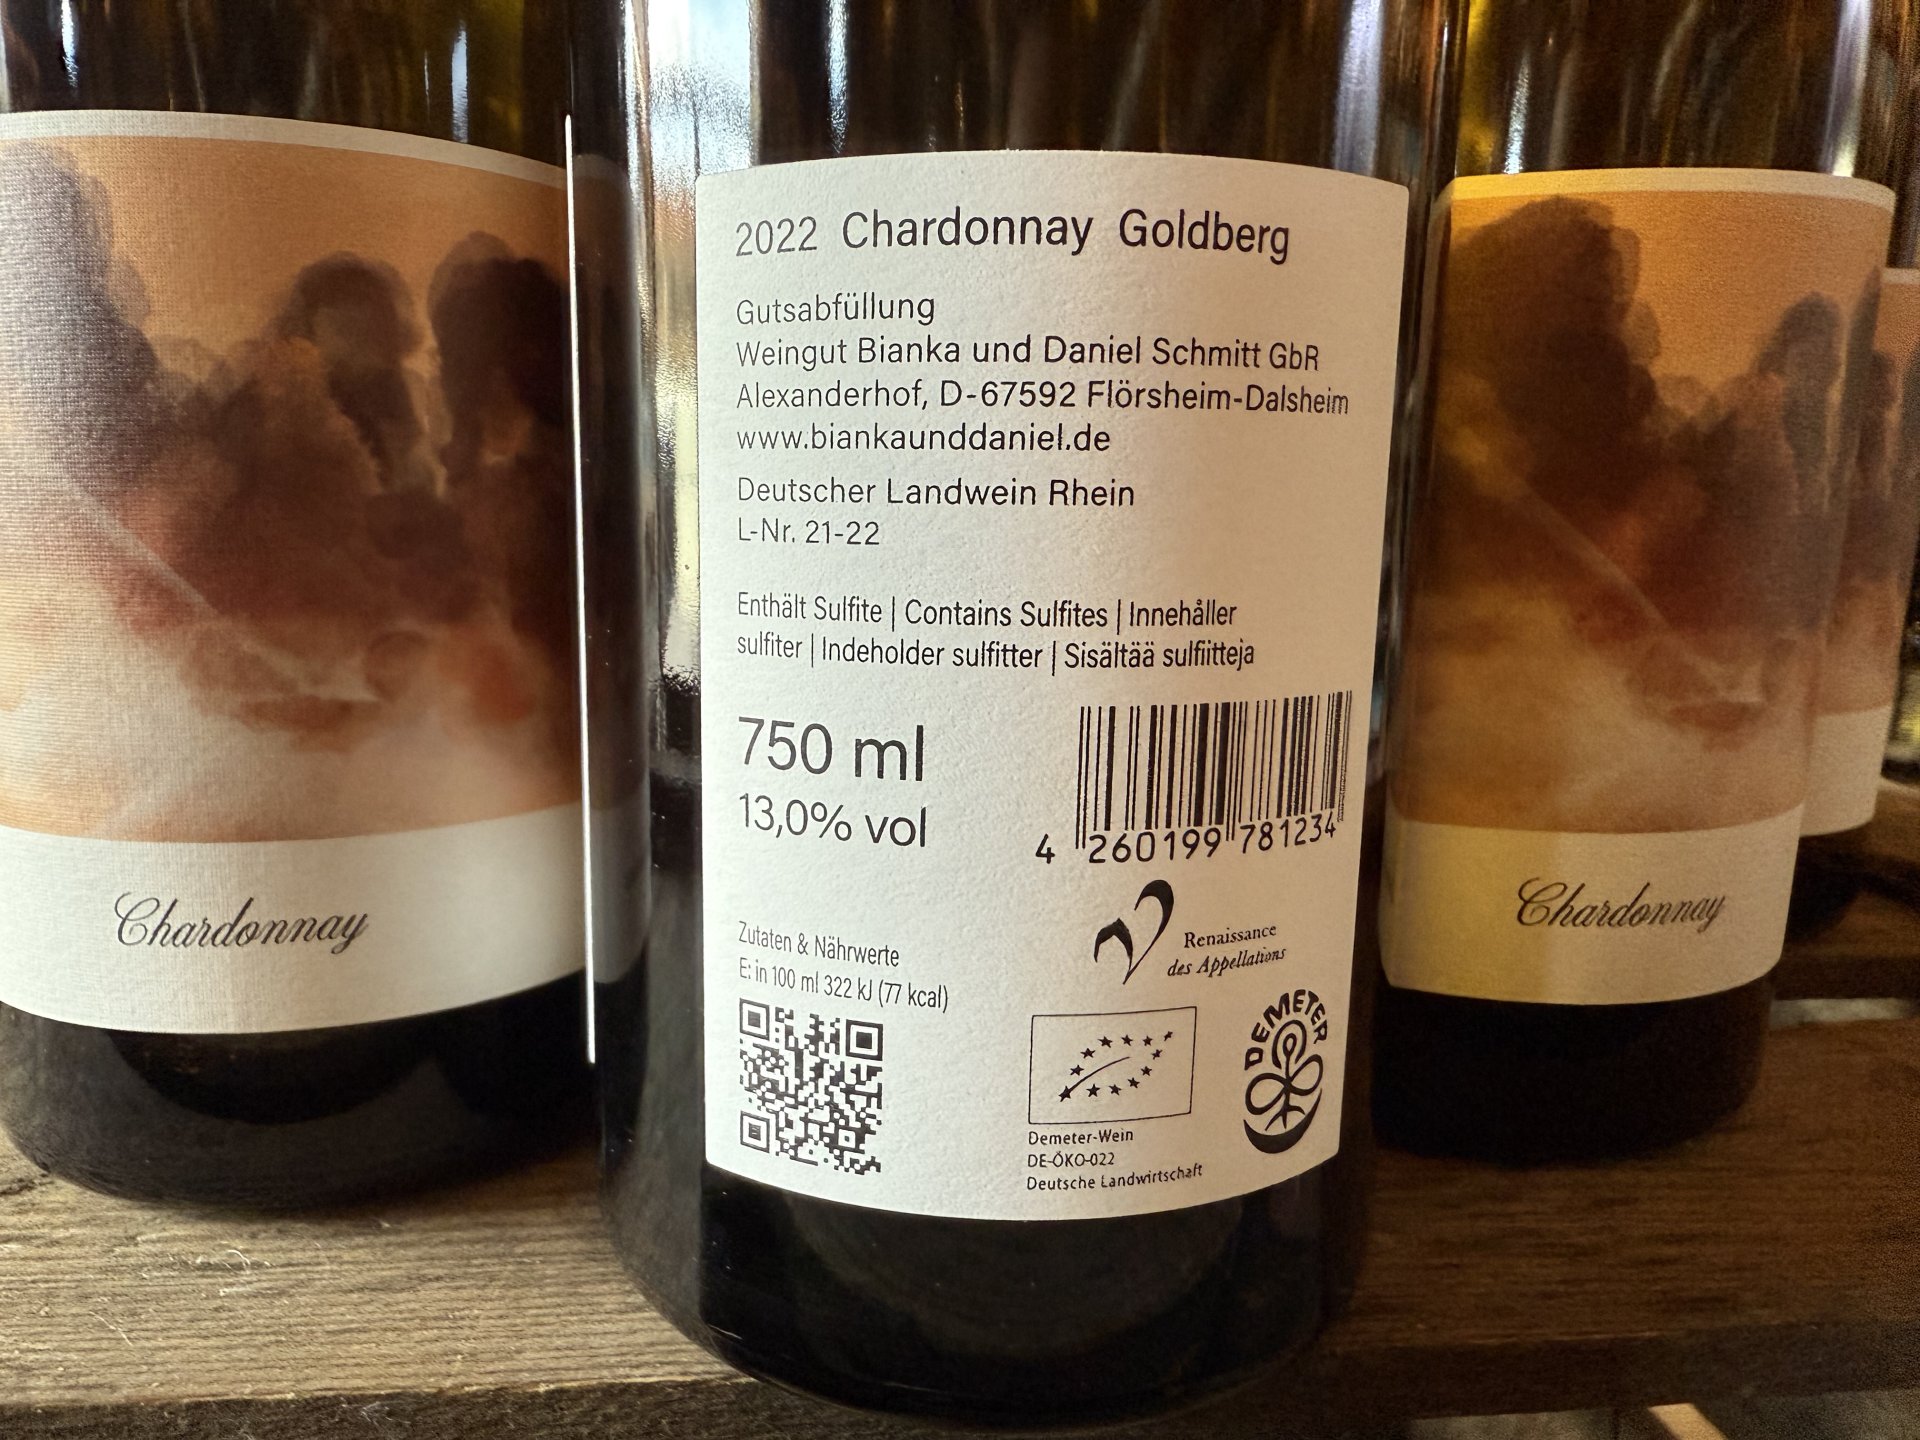 2022 Chardonnay Goldberg
Gutsabfüllung
Weingut Bianka und Daniel Schmitt GbR
Alexanderhof, D-67592 Flörsheim-Dalsheim
www.biankaunddaniel.de
Deutscher Landwein Rhein
L-Nr. 21-22
Enthält Sulfite | Contains Sulfites | Innehåller
sulfiter | Indeholder sulfitter | Sisältää sulfiitteja
750 ml
13,0% vol
4 260199 781234
Renaissance
des Appellations
Zutaten & Nährwerte
E: in 100 ml 322 kJ (77 kcal)
DEMETER
Demeter-Wein
DE-ÖKO-022
Deutsche Landwirtschaft
Chardonnay
Chardonnay